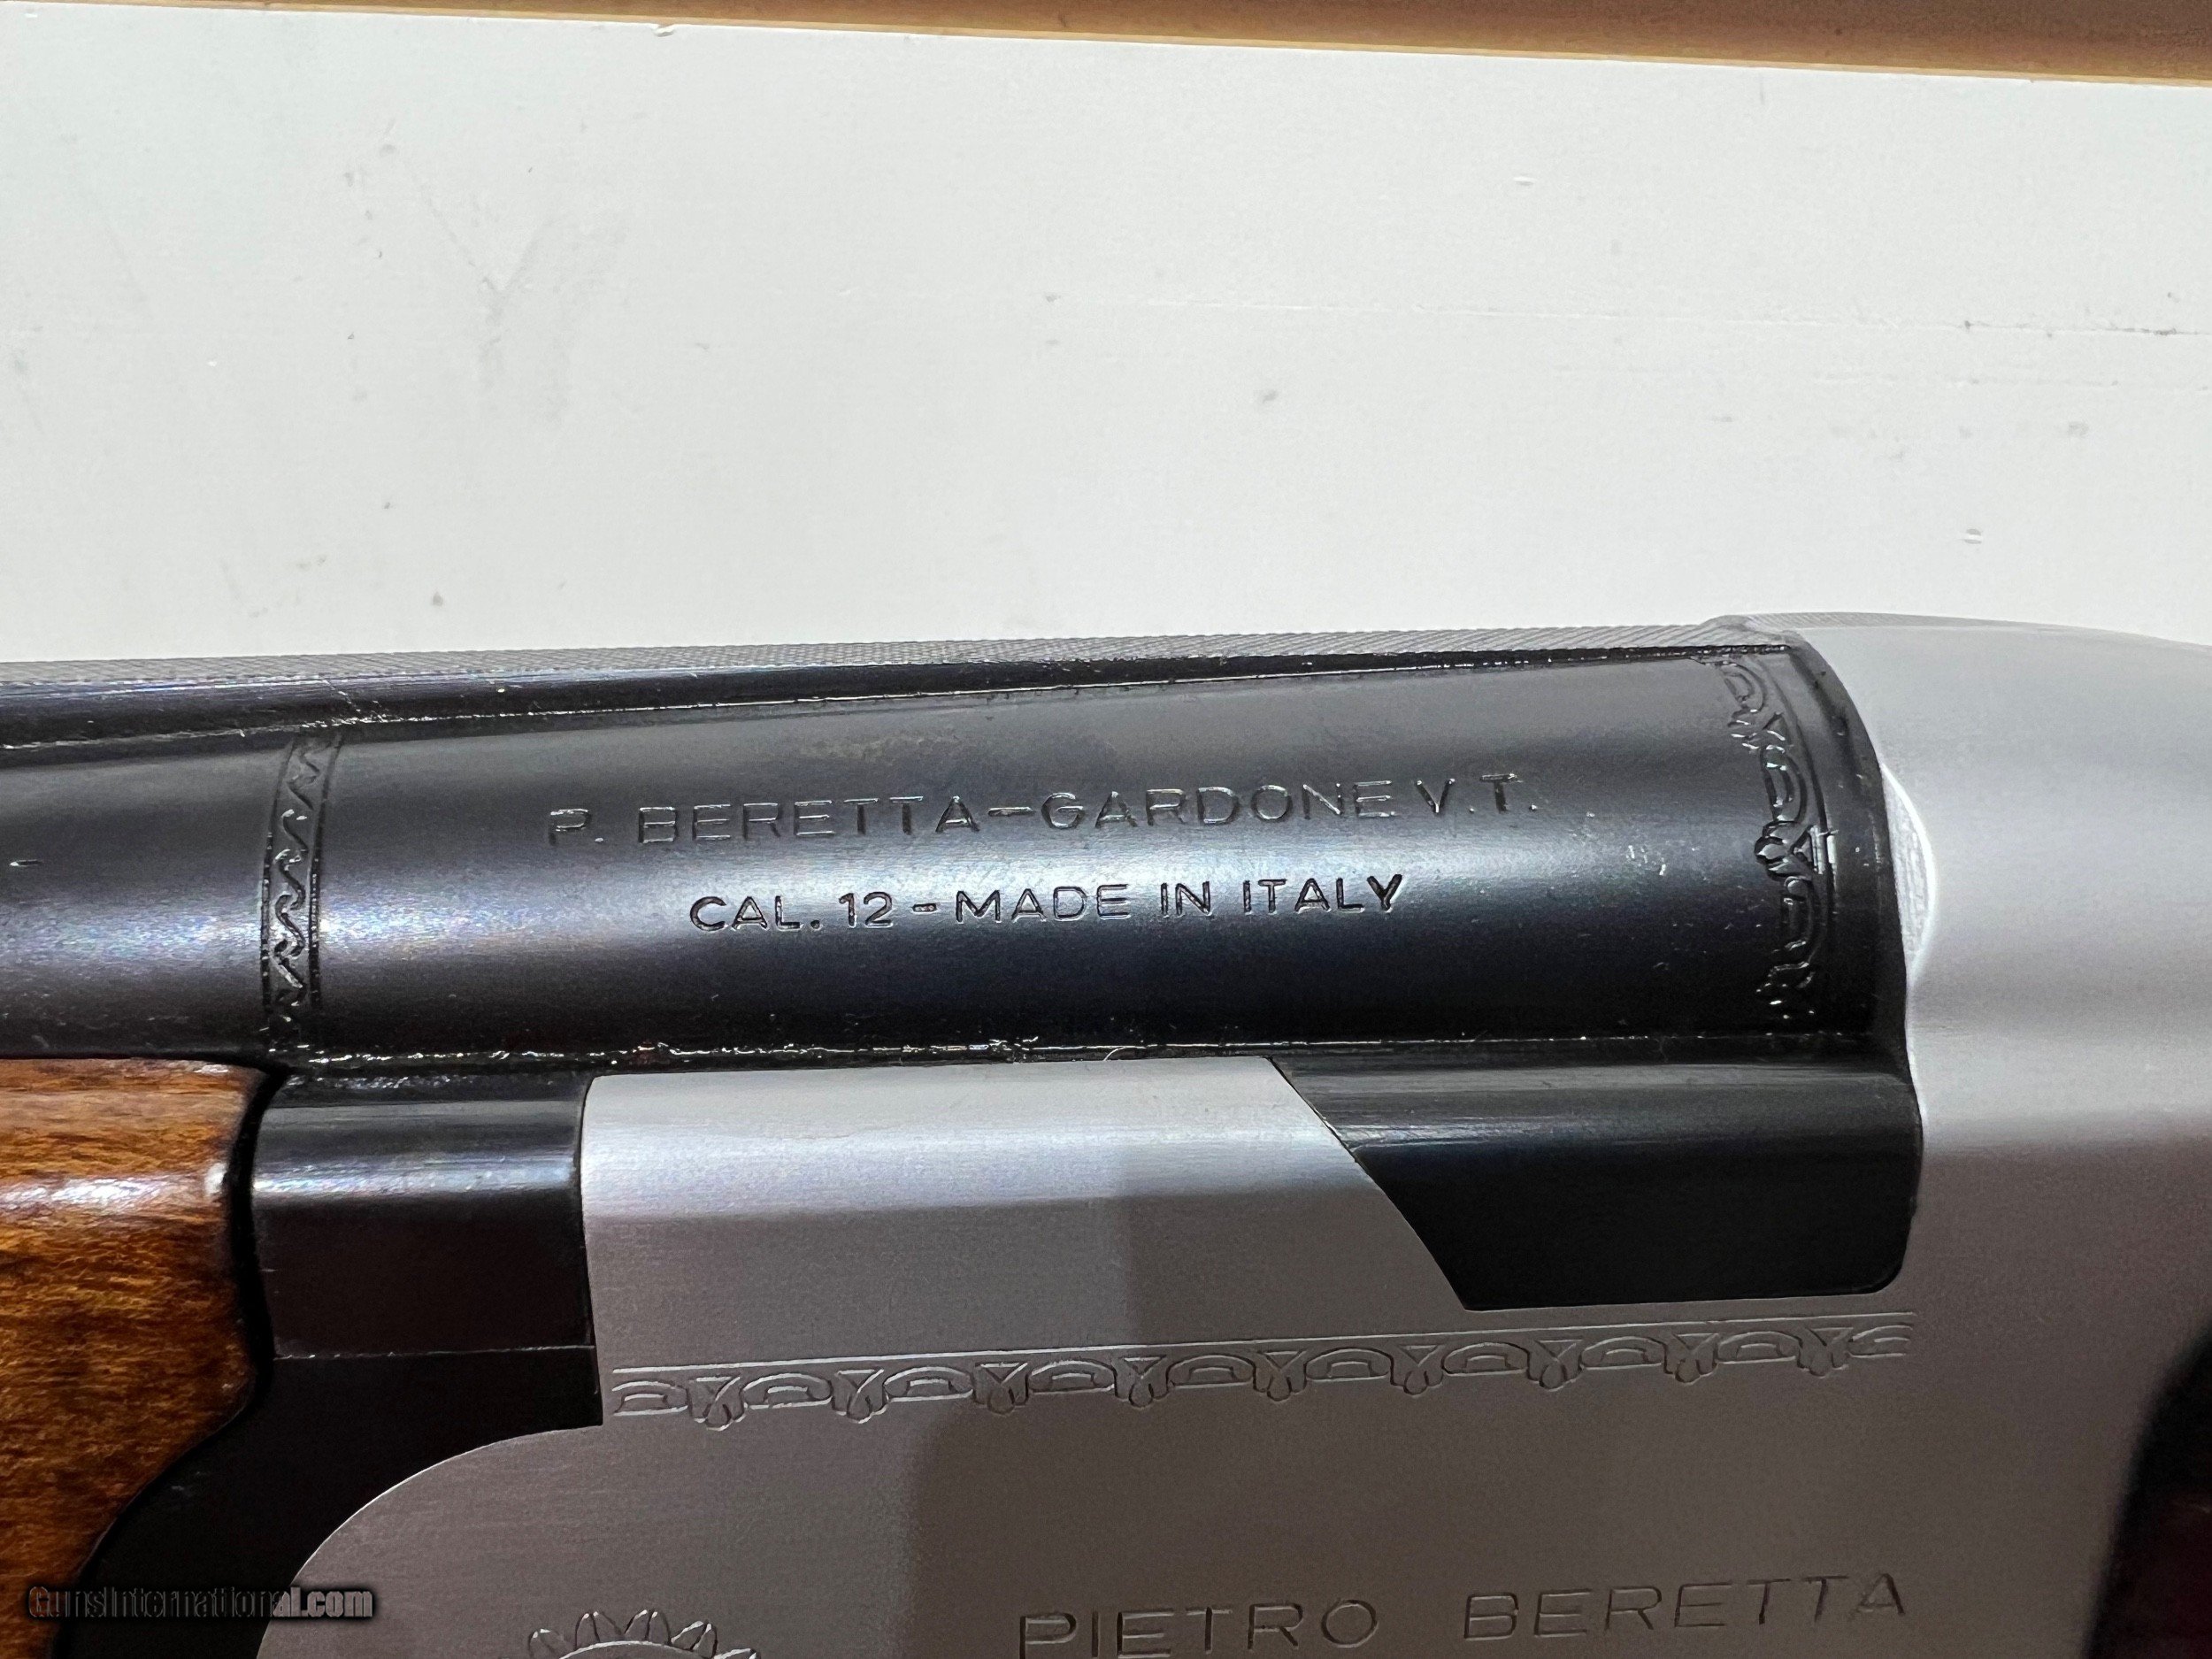 P. BERETTA-GARDONE V.T.
CAL. 12 - MADE IN ITALY
PIETRO BERETTA
GunsInternational.com